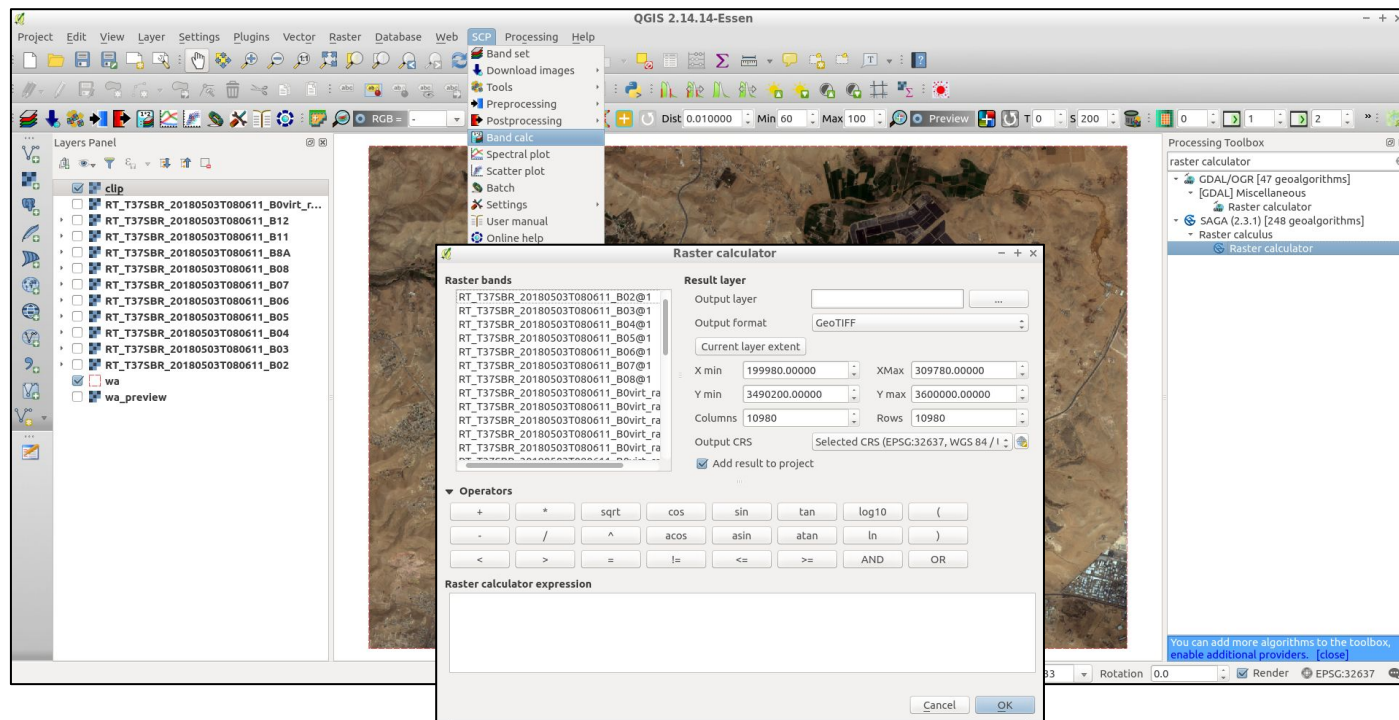 QGIS 2.14.14-Essen
Project Edit View Layer Settings Plugins Vector Raster Database Web SCP Processing Help
Band set
Download images
Tools
Preprocessing
Postprocessing
Band calc
Spectral plot
Scatter plot
Batch
Settings
User manual
Online help
RGB = -
Dist 0.010000 Min 60 Max 100 Preview T 0 S 200 0 1 2
Layers Panel
clip
RT_T37SBR_20180503T080611_B0virt_r...
RT_T37SBR_20180503T080611_B12
RT_T37SBR_20180503T080611_B11
RT_T37SBR_20180503T080611_B8A
RT_T37SBR_20180503T080611_B08
RT_T37SBR_20180503T080611_B07
RT_T37SBR_20180503T080611_B06
RT_T37SBR_20180503T080611_B05
RT_T37SBR_20180503T080611_B04
RT_T37SBR_20180503T080611_B03
RT_T37SBR_20180503T080611_B02
wa
wa_preview
Processing Toolbox
raster calculator
GDAL/OGR [47 geoalgorithms]
[GDAL] Miscellaneous
Raster calculator
SAGA (2.3.1) [248 geoalgorithms]
Raster calculus
Raster calculator
Raster calculator
Raster bands
RT_T37SBR_20180503T080611_B02@1
RT_T37SBR_20180503T080611_B03@1
RT_T37SBR_20180503T080611_B04@1
RT_T37SBR_20180503T080611_B05@1
RT_T37SBR_20180503T080611_B06@1
RT_T37SBR_20180503T080611_B07@1
RT_T37SBR_20180503T080611_B08@1
RT_T37SBR_20180503T080611_B0virt_ra
RT_T37SBR_20180503T080611_B0virt_ra
RT_T37SBR_20180503T080611_B0virt_ra
RT_T37SBR_20180503T080611_B0virt_ra
Result layer
Output layer ...
Output format GeoTIFF
Current layer extent
X min 199980.00000 XMax 309780.00000
Y min 3490200.00000 Y max 3600000.00000
Columns 10980 Rows 10980
Output CRS Selected CRS (EPSG:32637, WGS 84 / 
Add result to project
Operators
+ * sqrt cos sin tan log10 (
- / ^ acos asin atan ln )
< > = != <= >= AND OR
Raster calculator expression
Cancel OK
You can add more algorithms to the toolbox,
enable additional providers. [close]
33 Rotation 0.0 Render EPSG:32637